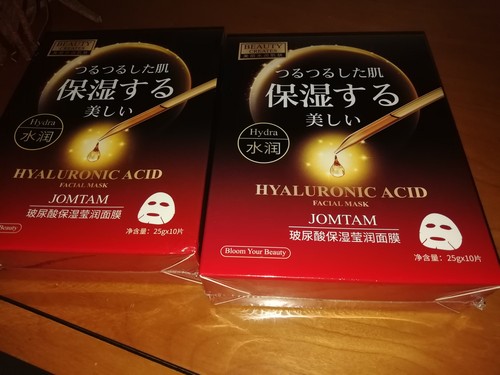 BEAUTY
つるつるした肌
保湿する
美しい
Hydra
水润
HYALURONIC ACID
FACIAL MASK
JOMTAM
玻尿酸保湿莹润面膜
净含量：25gx10片
Bloom Your Beauty
BEAUTY
つるつるした肌
保湿する
美しい
Hydra
水润
HYALURONIC ACID
FACIAL MASK
JOMTAM
玻尿酸保湿莹润面膜
净含量：25gx10片
Bloom Your Beauty